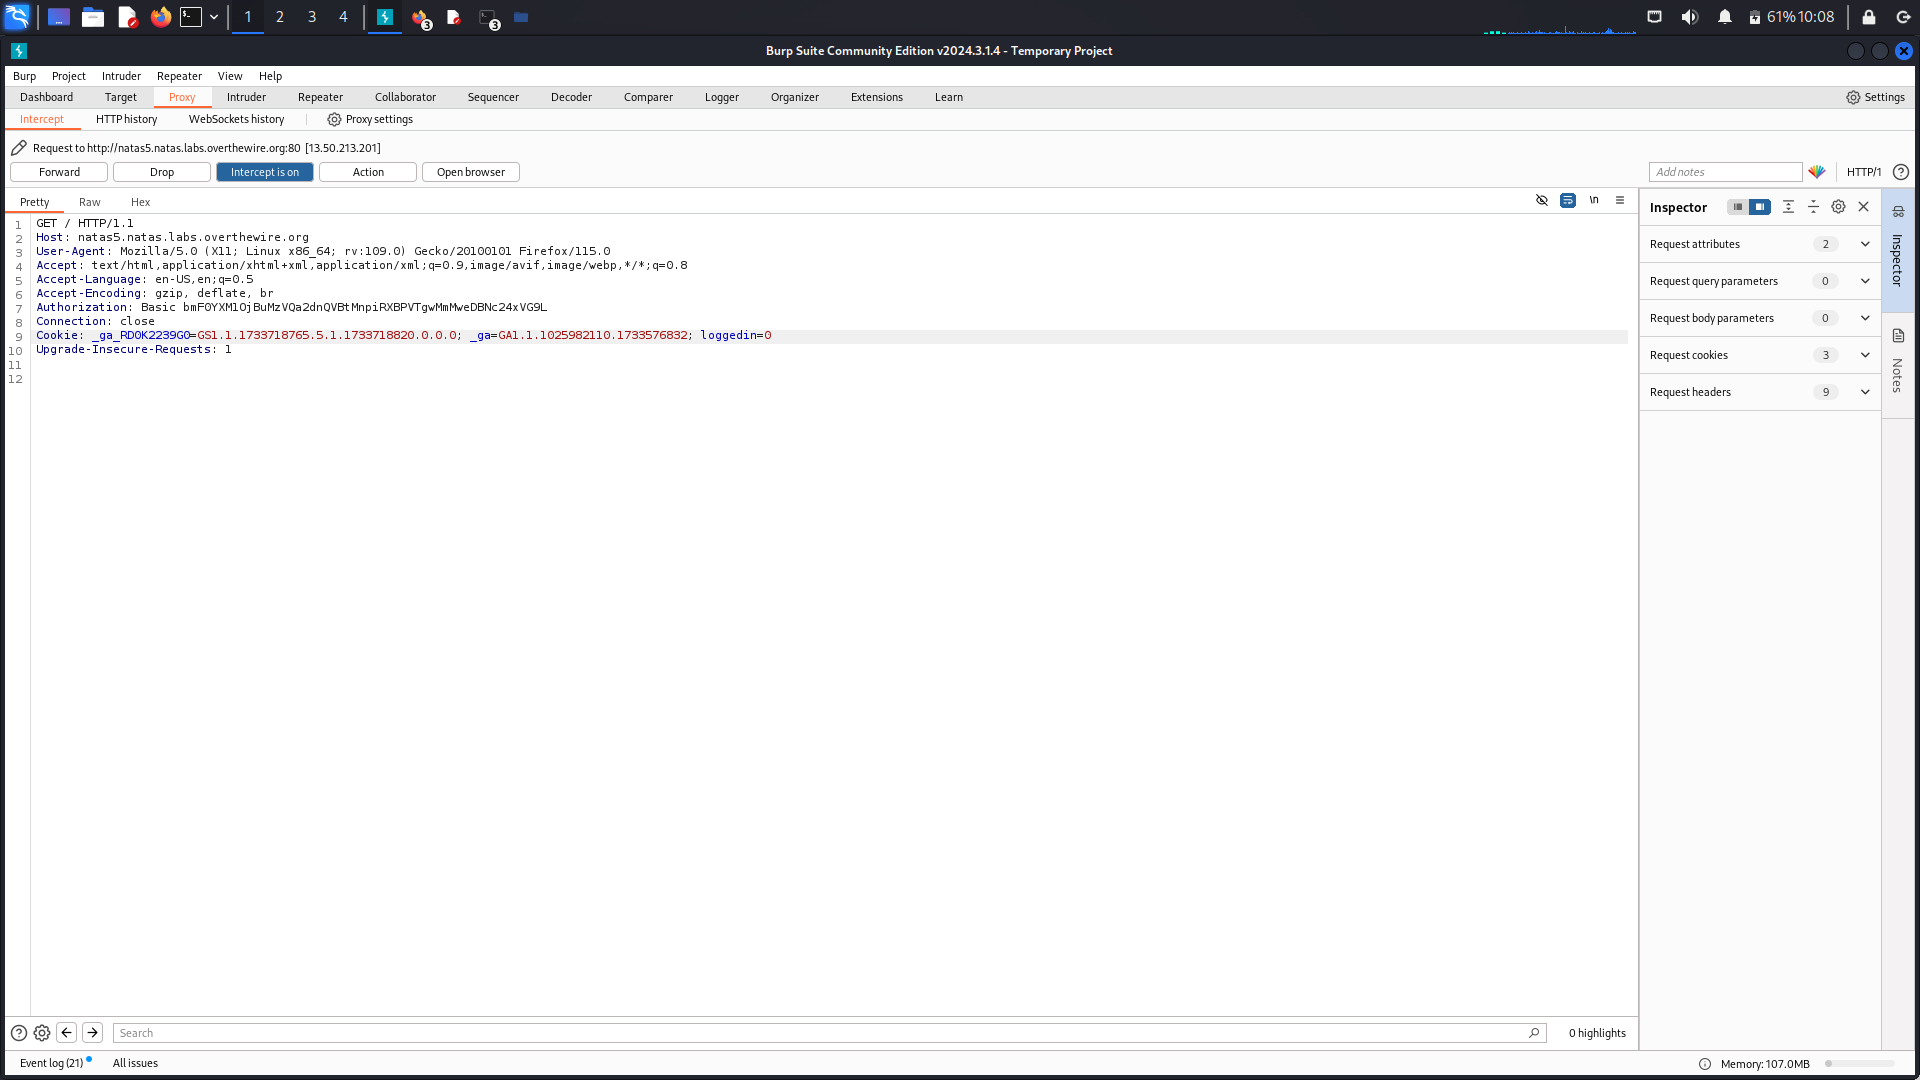 1 2 3 4 3 3 61% 10:08
Burp Suite Community Edition v2024.3.1.4 - Temporary Project
Burp Project Intruder Repeater View Help
Dashboard Target Proxy Intruder Repeater Collaborator Sequencer Decoder Comparer Logger Organizer Extensions Learn Settings
Intercept HTTP history WebSockets history Proxy settings
Request to http://natas5.natas.labs.overthewire.org:80 [13.50.213.201]
Forward Drop Intercept is on Action Open browser Add notes HTTP/1
Pretty Raw Hex \n
1 GET / HTTP/1.1
2 Host: natas5.natas.labs.overthewire.org
3 User-Agent: Mozilla/5.0 (X11; Linux x86_64; rv:109.0) Gecko/20100101 Firefox/115.0
4 Accept: text/html,application/xhtml+xml,application/xml;q=0.9,image/avif,image/webp,*/*;q=0.8
5 Accept-Language: en-US,en;q=0.5
6 Accept-Encoding: gzip, deflate, br
7 Authorization: Basic bmF0YXM1OjBuMzVQa2dnQVBtMnpiRXBPVTgwMmMweDBNc24xVG9L
8 Connection: close
9 Cookie: _ga_RD0K2239G0=GS1.1.1733718765.5.1.1733718820.0.0.0; _ga=GA1.1.1025982110.1733576832; loggedin=0
10 Upgrade-Insecure-Requests: 1
11
12
Inspector
Request attributes 2
Request query parameters 0
Request body parameters 0
Request cookies 3
Request headers 9
Inspector
Notes
Search 0 highlights
Event log (21) All issues Memory: 107.0MB